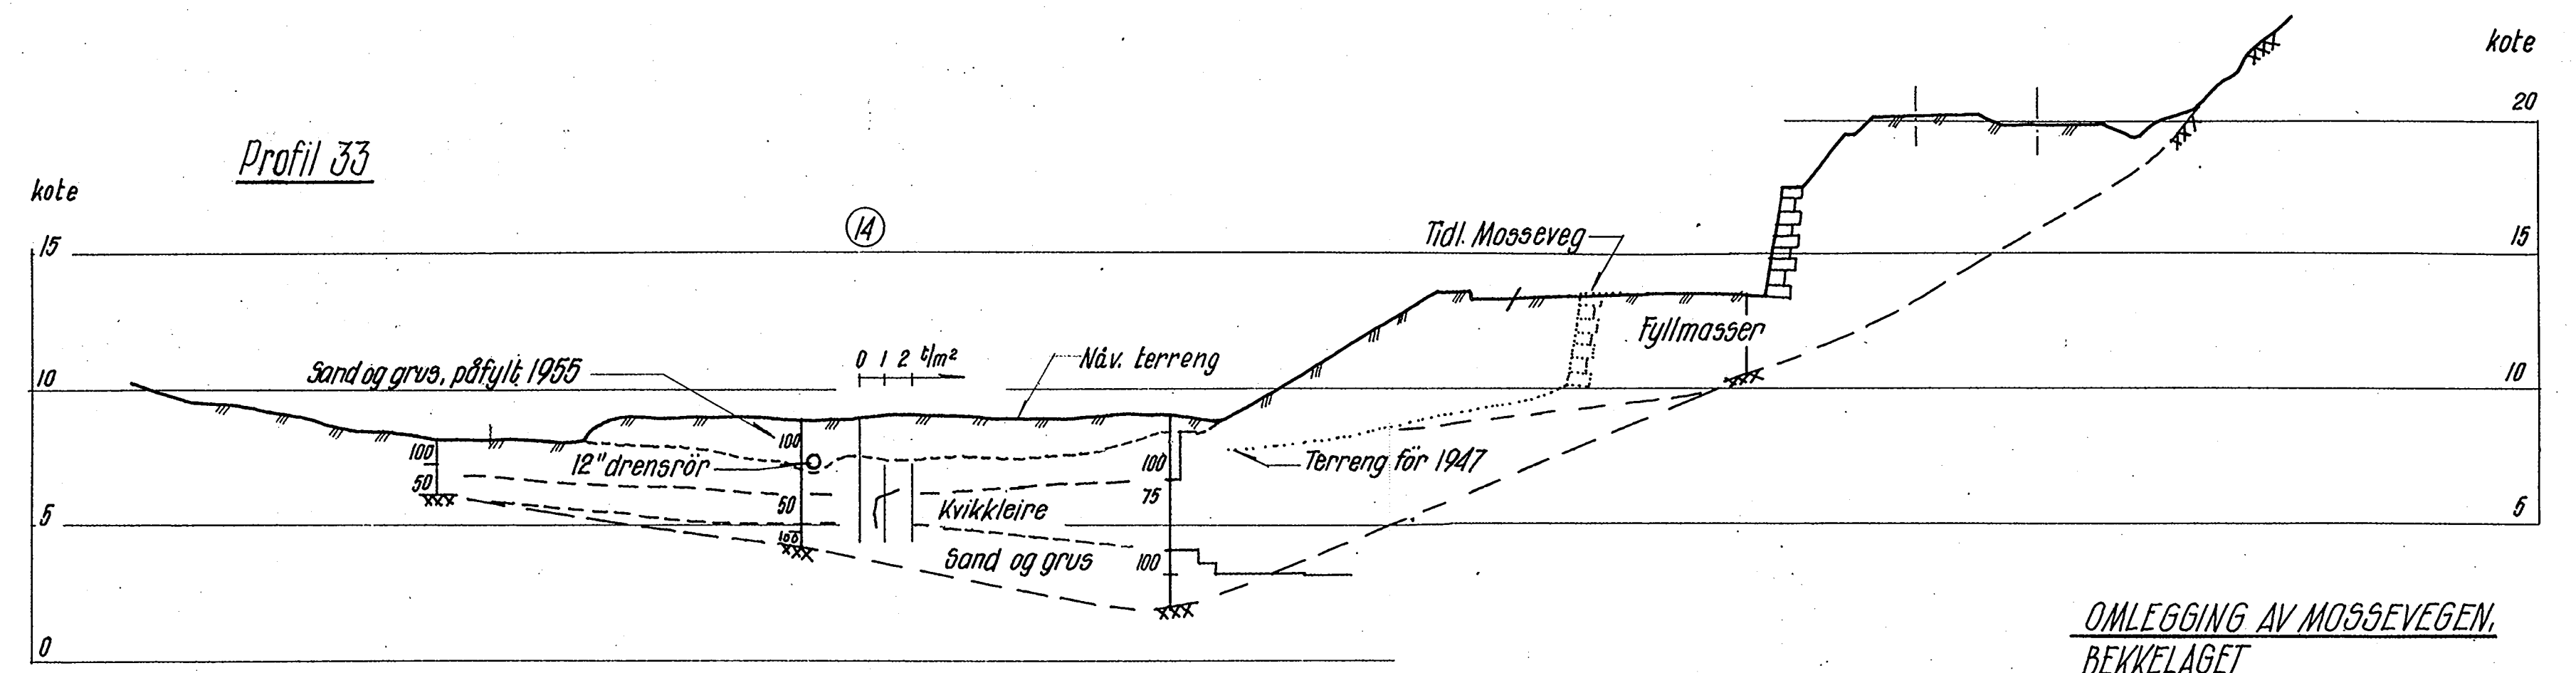 kote
20
Profil 33
kote
14
Tidl. Mosseveg
15
15
Fyllmasser
0 1 2 t/m²
Nåv. terreng
Sand og grus, påfylt 1955
10
10
100
12" drensrör
Terreng för 1947
100
100
50
75
50
Kvikkleire
5
5
100
Sand og grus
100
0
OMLEGGING AV MOSSEVEGEN,
BEKKELAGET